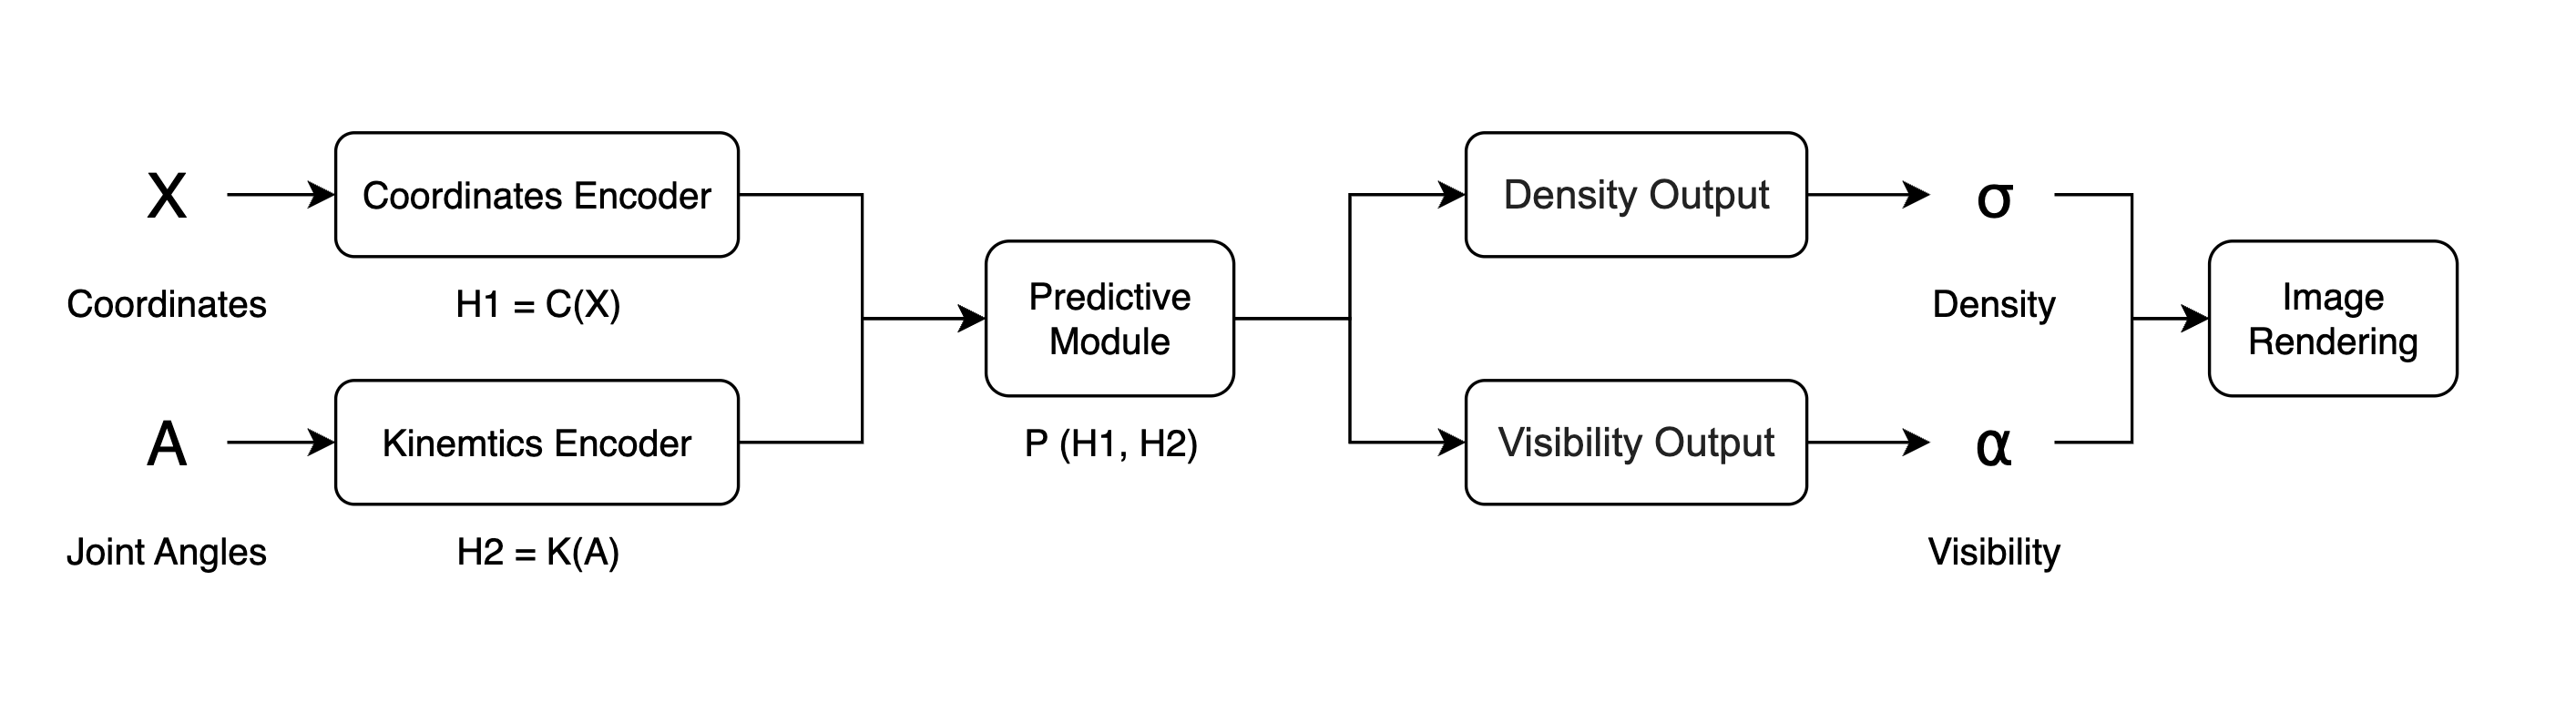 X
Coordinates Encoder
Coordinates
H1 = C(X)
A
Kinemtics Encoder
Joint Angles
H2 = K(A)
Predictive
Module
P (H1, H2)
Density Output
σ
Density
Visibility Output
α
Visibility
Image
Rendering